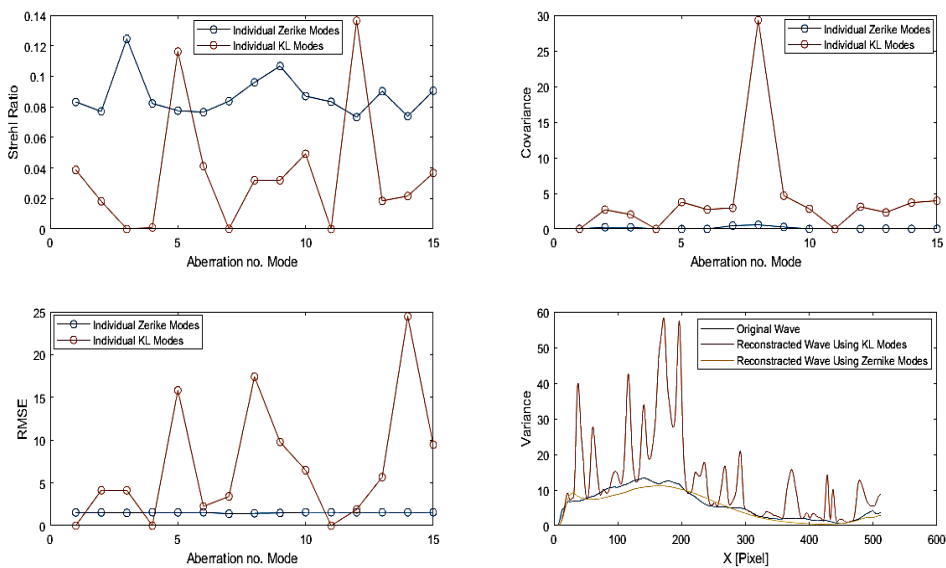 0.14
0.12
0.1
0.08
0.06
0.04
0.02
0
Strehl Ratio
Individual Zerike Modes
Individual KL Modes
0 5 10 15
Aberration no. Mode
30
25
20
15
10
5
0
Covariance
Individual Zerike Modes
Individual KL Modes
0 5 10 15
Aberration no. Mode
25
20
15
10
5
0
RMSE
Individual Zerike Modes
Individual KL Modes
0 5 10 15
Aberration no. Mode
60
50
40
30
20
10
0
Variance
Original Wave
Reconstracted Wave Using KL Modes
Reconstracted Wave Using Zernike Modes
0 100 200 300 400 500 600
X [Pixel]